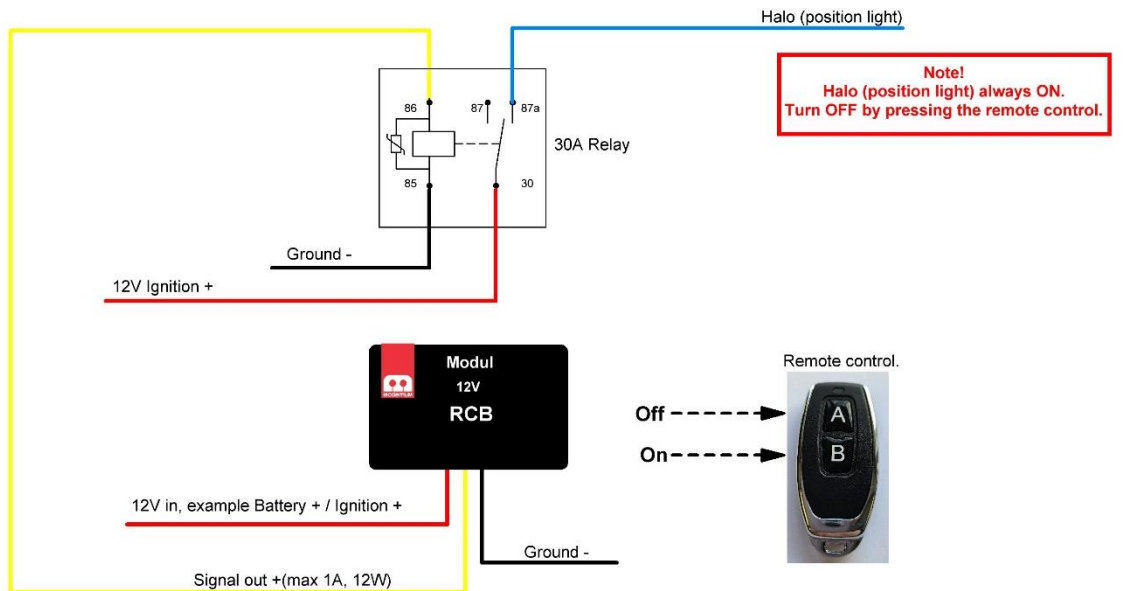 Halo (position light)
Note!
Halo (position light) always ON.
Turn OFF by pressing the remote control.
86
87
87a
30A Relay
85
30
Ground -
12V Ignition +
Modul
12V
RCB
Remote control.
Off
A
On
B
12V in, example Battery + / Ignition +
Ground -
Signal out +(max 1A, 12W)